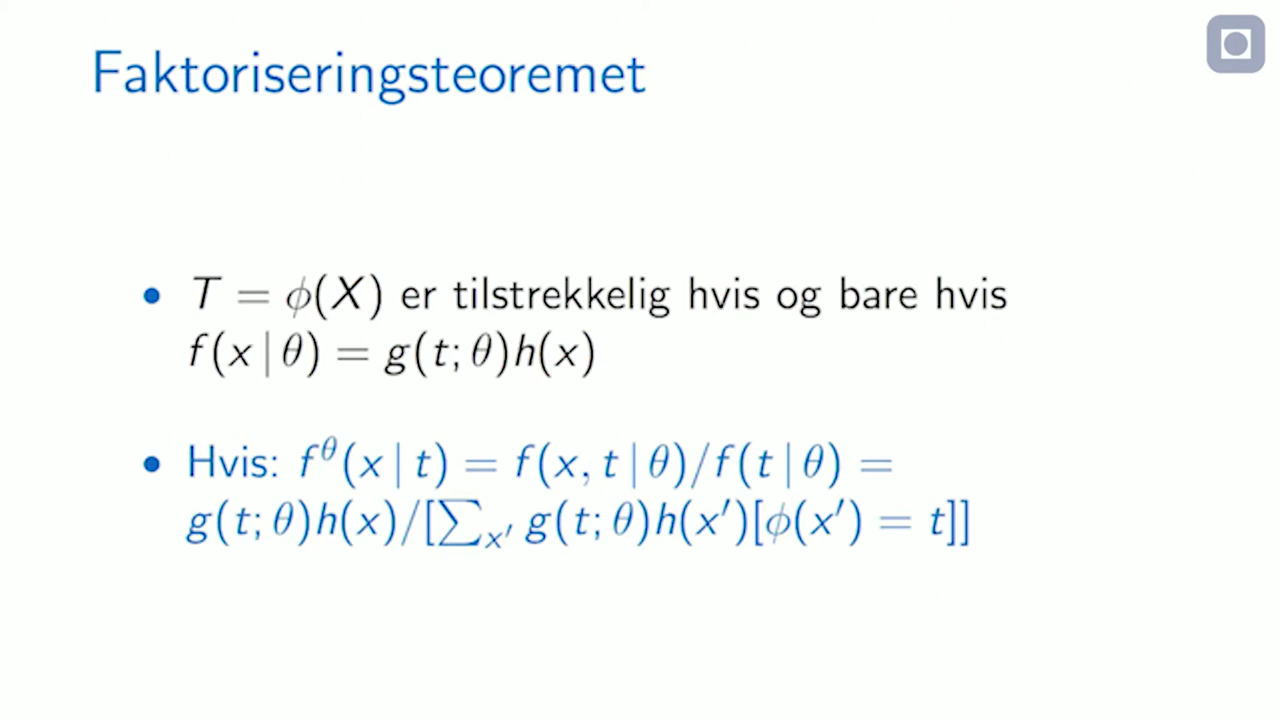 Faktoriseringsteoremet
• T = ϕ(X) er tilstrekkelig hvis og bare hvis
f(x | θ) = g(t; θ)h(x)
• Hvis: f^θ(x | t) = f(x, t | θ)/f(t | θ) =
g(t; θ)h(x)/[∑_{x′} g(t; θ)h(x′)[ϕ(x′) = t]]